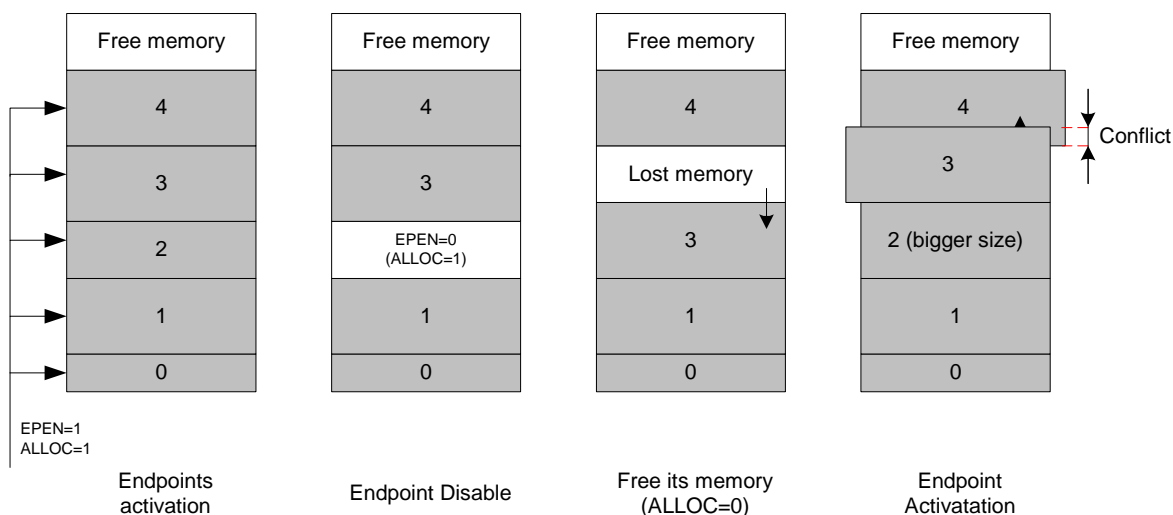 Free memory
4
3
2
1
0
EPEN=1
ALLOC=1
Endpoints
activation
Free memory
4
3
EPEN=0
(ALLOC=1)
1
0
Endpoint Disable
Free memory
4
Lost memory
3
1
0
Free its memory
(ALLOC=0)
Free memory
4
Conflict
3
2 (bigger size)
1
0
Endpoint
Activatation